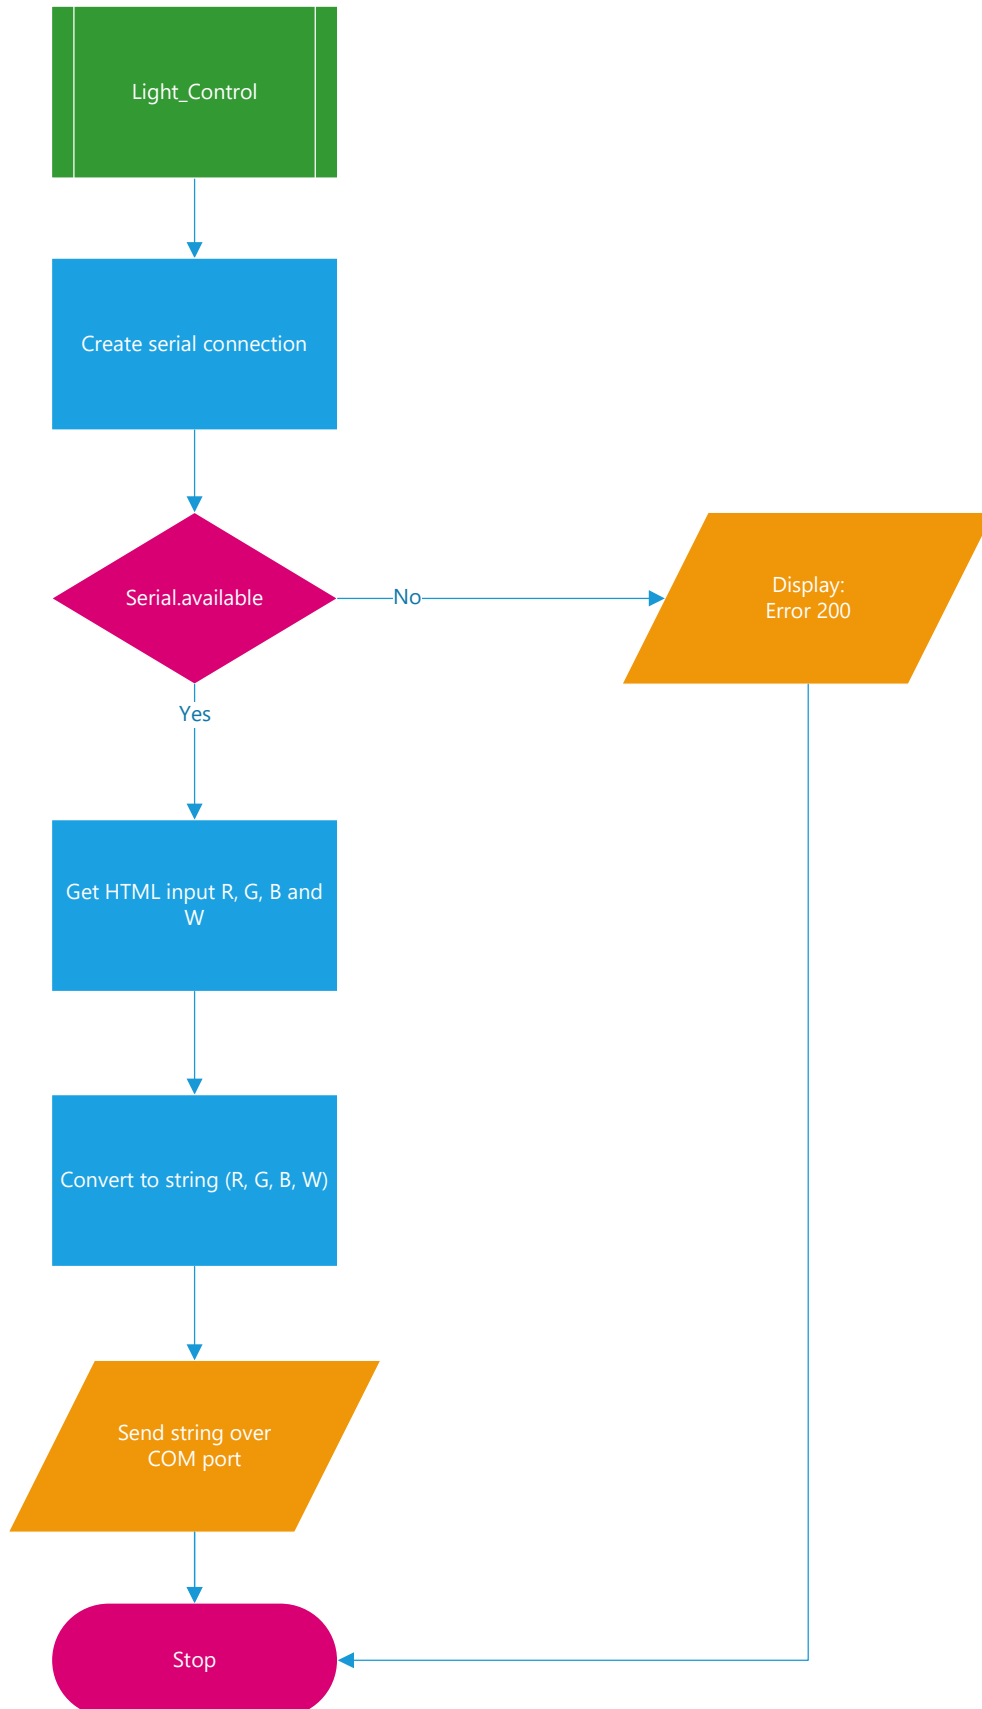 Light_Control
Create serial connection
Serial.available
No
Display:
Error 200
Yes
Get HTML input R, G, B and
W
Convert to string (R, G, B, W)
Send string over
COM port
Stop